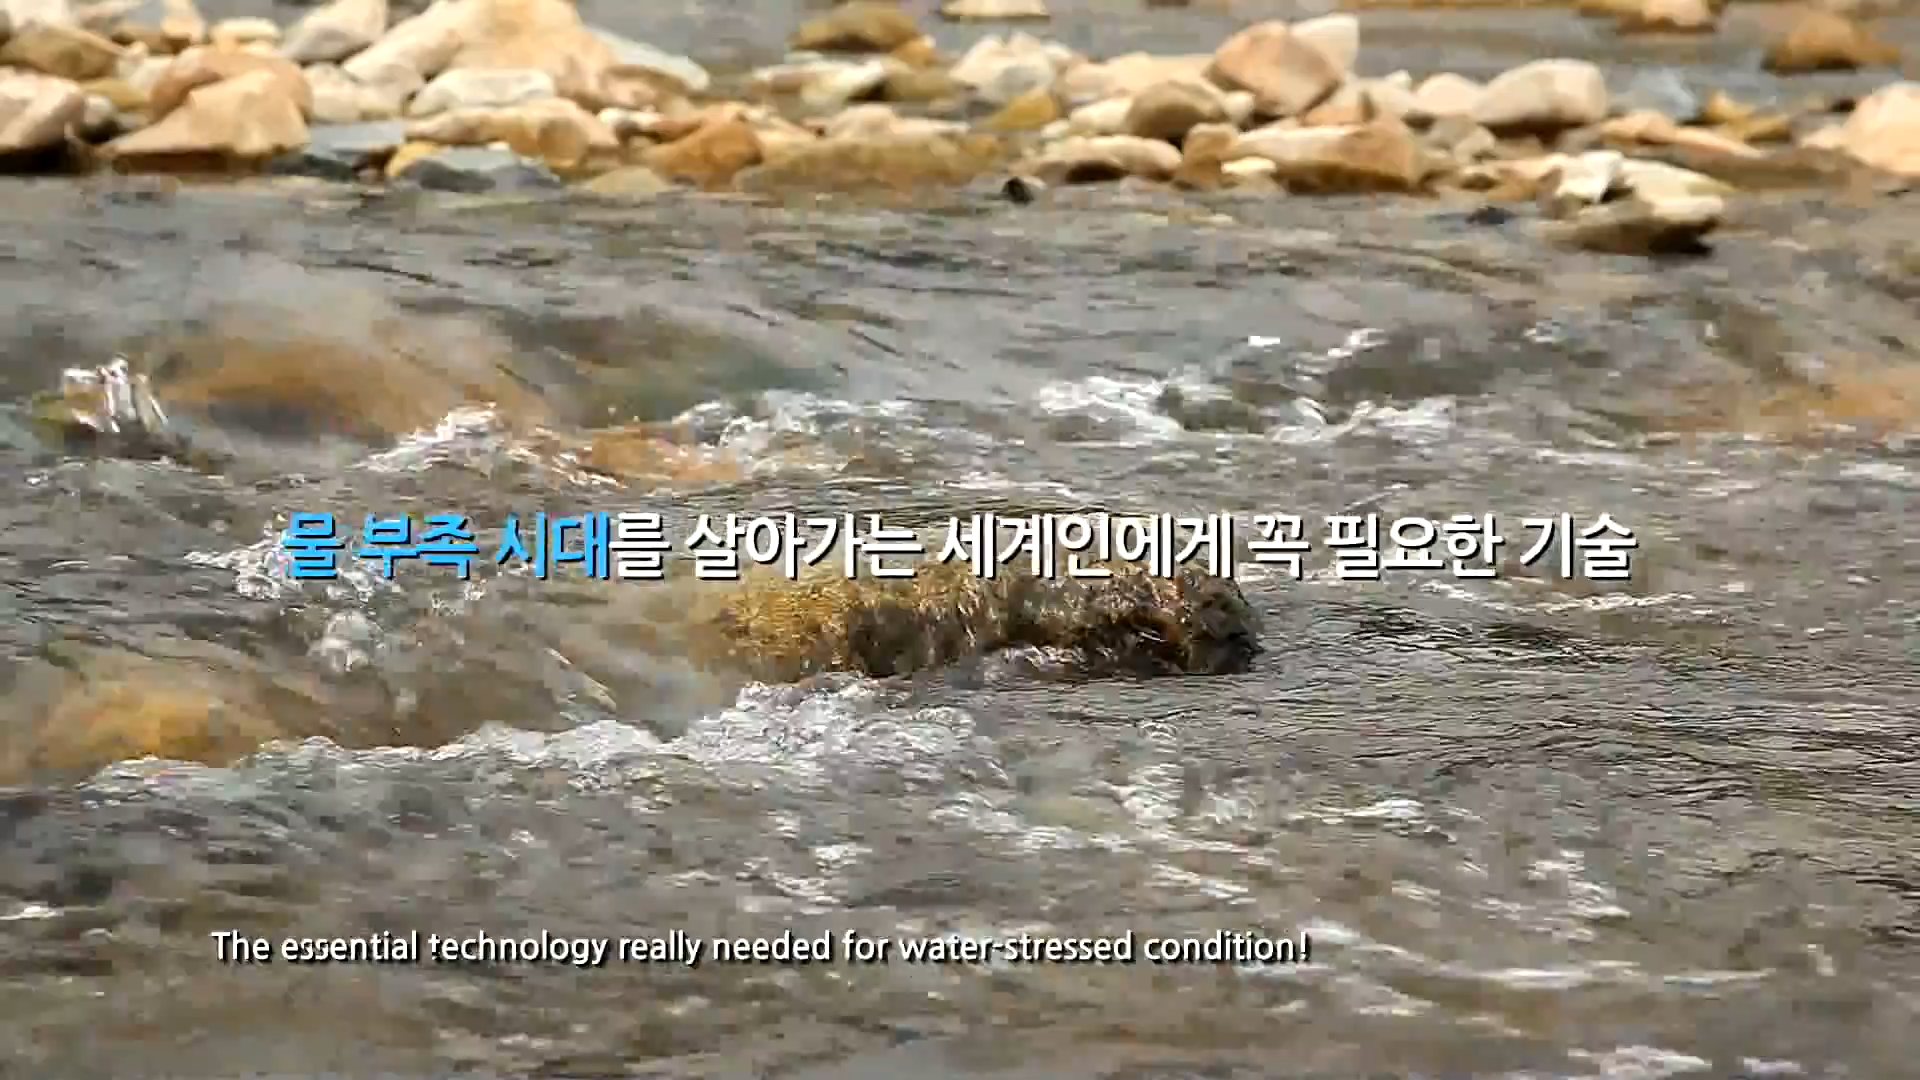 물 부족 시대를 살아가는 세계인에게 꼭 필요한 기술
The essential technology really needed for water-stressed condition!